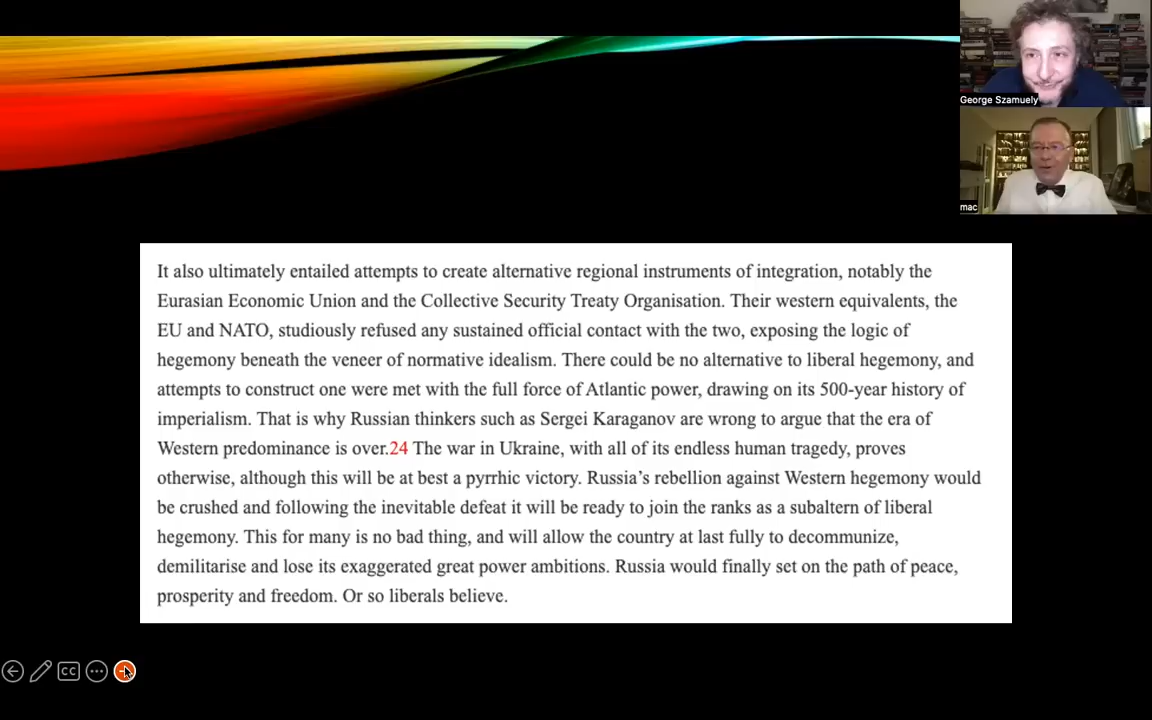 George Szamuely
mac
It also ultimately entailed attempts to create alternative regional instruments of integration, notably the
Eurasian Economic Union and the Collective Security Treaty Organisation. Their western equivalents, the
EU and NATO, studiously refused any sustained official contact with the two, exposing the logic of
hegemony beneath the veneer of normative idealism. There could be no alternative to liberal hegemony, and
attempts to construct one were met with the full force of Atlantic power, drawing on its 500-year history of
imperialism. That is why Russian thinkers such as Sergei Karaganov are wrong to argue that the era of
Western predominance is over.24 The war in Ukraine, with all of its endless human tragedy, proves
otherwise, although this will be at best a pyrrhic victory. Russia’s rebellion against Western hegemony would
be crushed and following the inevitable defeat it will be ready to join the ranks as a subaltern of liberal
hegemony. This for many is no bad thing, and will allow the country at last fully to decommunize,
demilitarise and lose its exaggerated great power ambitions. Russia would finally set on the path of peace,
prosperity and freedom. Or so liberals believe.
CC